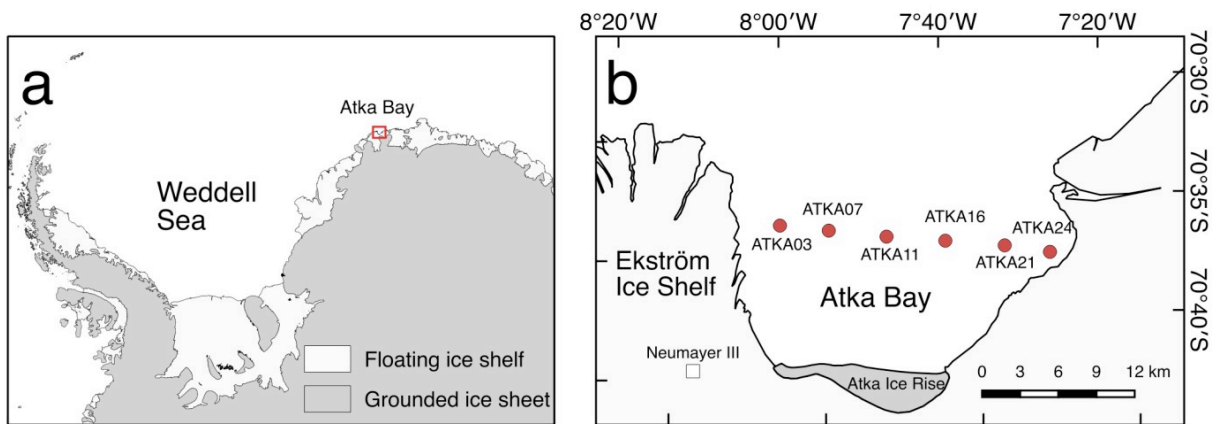 a
Atka Bay
Weddell
Sea
Floating ice shelf
Grounded ice sheet
8°20′W 8°00′W 7°40′W 7°20′W
b
70°30′S
70°35′S
70°40′S
ATKA07
ATKA16
ATKA24
ATKA03
ATKA11
ATKA21
Ekström
Ice Shelf
Atka Bay
Neumayer III
Atka Ice Rise
0 3 6 9 12 km